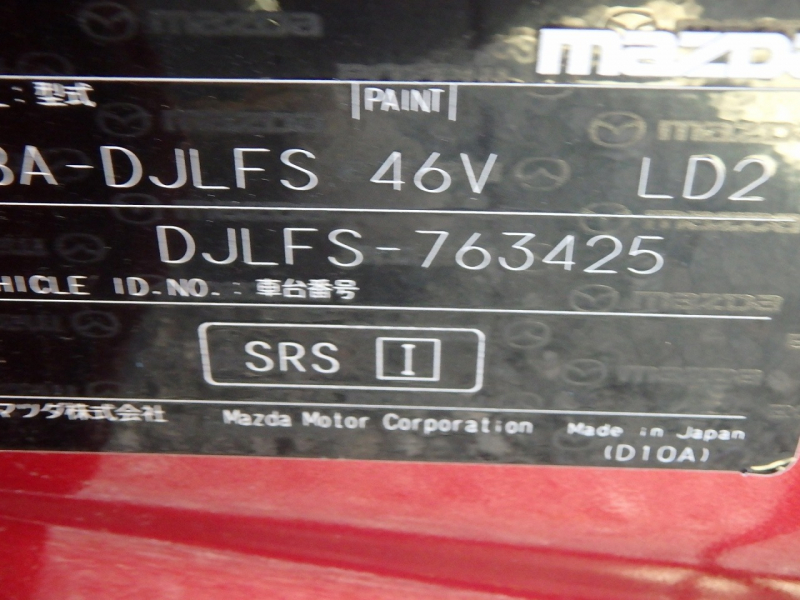 mazda
: 型式 PAINT
BA-DJLFS 46V LD2
DJLFS-763425
VEHICLE ID.NO.: 車台番号
SRS I
マツダ株式会社 Mazda Motor Corporation Made in Japan
(D10A)